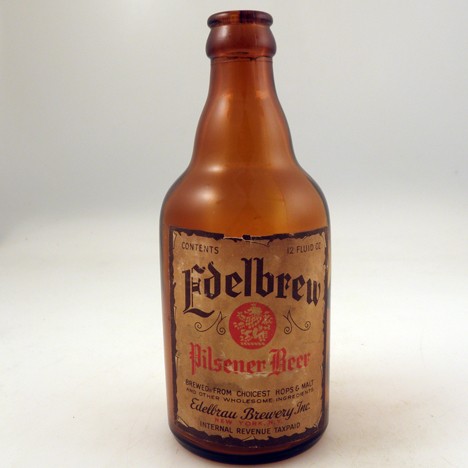 CONTENTS 12 FLUID OZ
Edelbrew
Pilsener Beer
BREWED FROM CHOICEST HOPS & MALT
AND OTHER WHOLESOME INGREDIENTS
Edelbrau Brewery, Inc.
NEW YORK, N.Y.
INTERNAL REVENUE TAXPAID